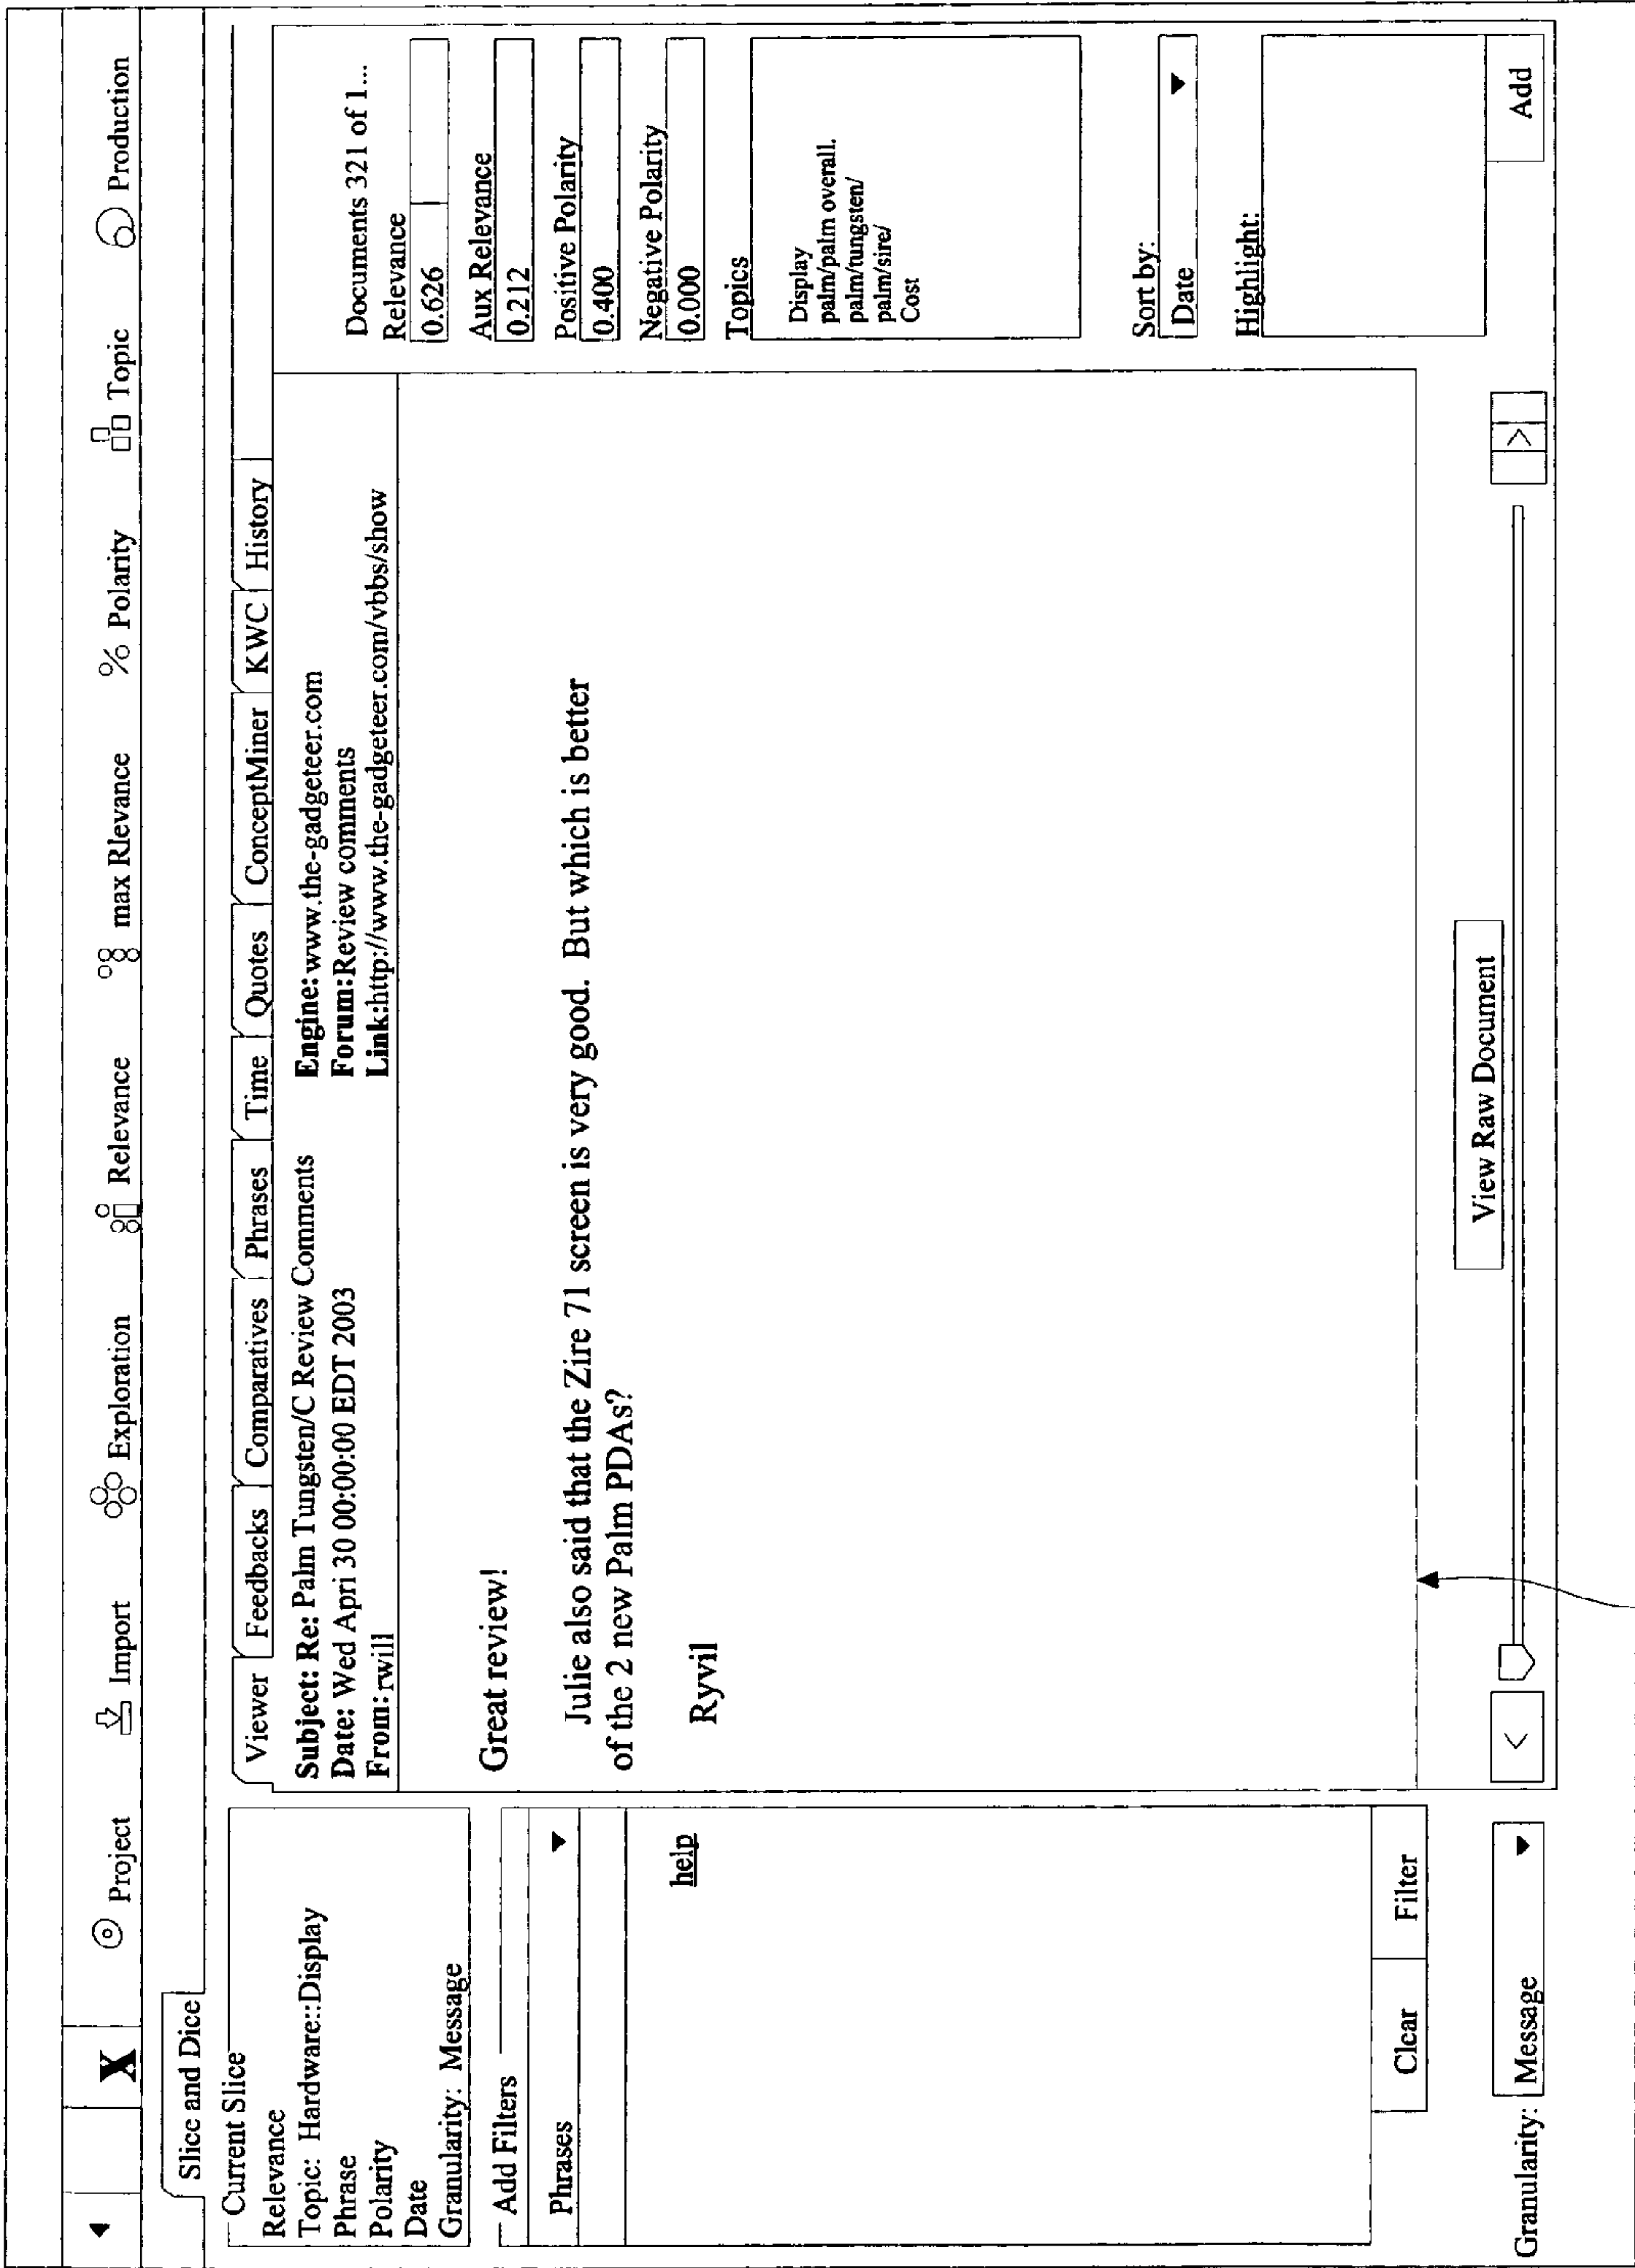 X
Project
Import
Exploration
Relevance
max Rlevance
% Polarity
Topic
Production
Slice and Dice
Current Slice
Relevance
Topic: Hardware::Display
Phrase
Polarity
Date
Granularity: Message
Add Filters
Phrases
help
Clear
Filter
Granularity: Message
Viewer
Feedbacks
Comparatives
Phrases
Time
Quotes
ConceptMiner
KWC
History
Subject: Re: Palm Tungsten/C Review Comments
Date: Wed Apri 30 00:00:00 EDT 2003
From: rwill
Engine: www.the-gadgeteer.com
Forum: Review comments
Link: http://www.the-gadgeteer.com/vbbs/show
Great review!
Julie also said that the Zire 71 screen is very good. But which is better
of the 2 new Palm PDAs?
Ryvil
View Raw Document
<
>
Documents 321 of 1...
Relevance
0.626
Aux Relevance
0.212
Positive Polarity
0.400
Negative Polarity
0.000
Topics
Display
palm/palm overall.
palm/tungsten/
palm/sire/
Cost
Sort by:
Date
Highlight:
Add